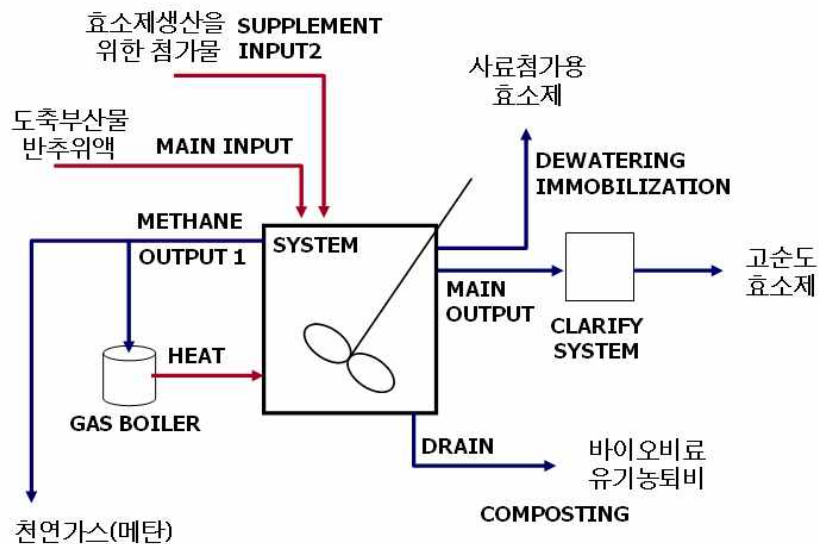 효소제생산을
위한 첨가물
SUPPLEMENT
INPUT2
사료첨가용
효소제
도축부산물
반추위액
MAIN INPUT
DEWATERING
IMMOBILIZATION
METHANE
OUTPUT 1
SYSTEM
MAIN
OUTPUT
CLARIFY
SYSTEM
고순도
효소제
HEAT
GAS BOILER
DRAIN
바이오비료
유기농퇴비
COMPOSTING
천연가스(메탄)